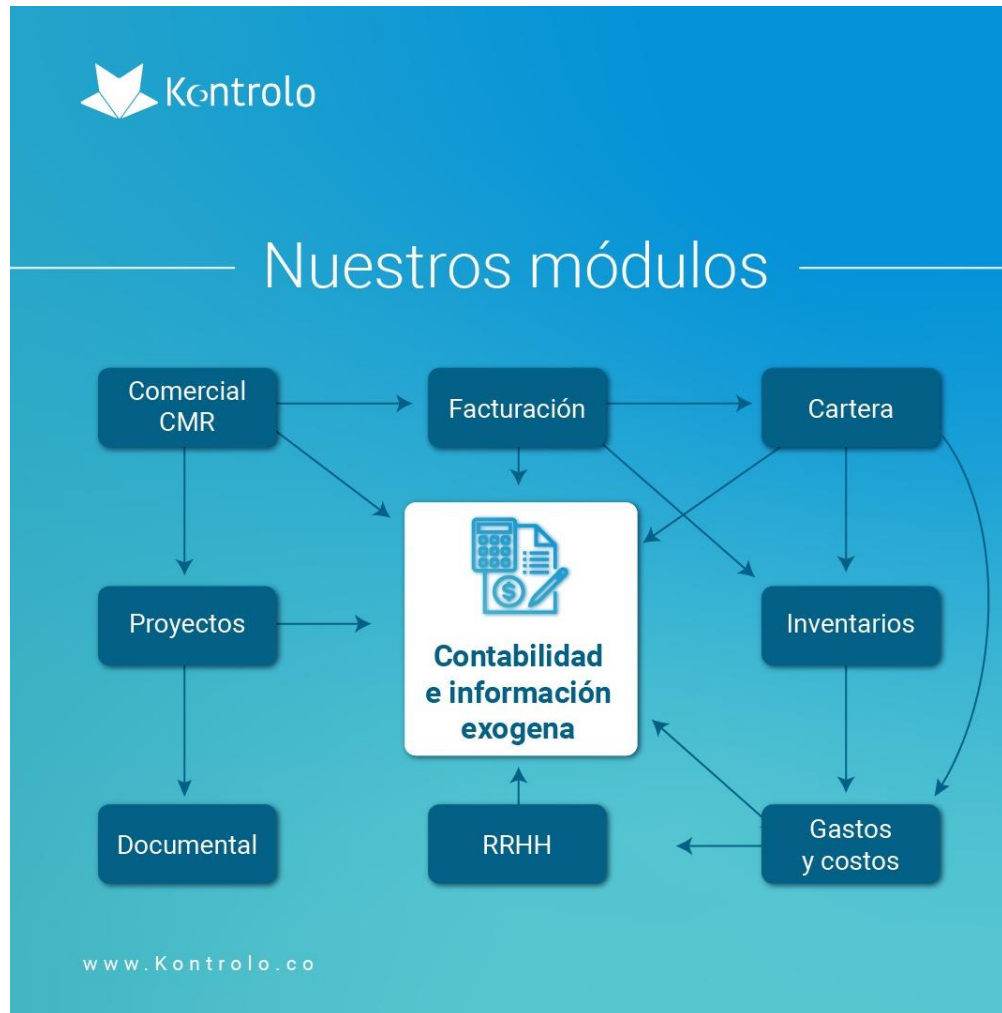 Kontrolo
Nuestros módulos
Comercial
CMR
Facturación
Cartera
Proyectos
Contabilidad
e información
exogena
Inventarios
Documental
RRHH
Gastos
y costos
www.Kontrolo.co